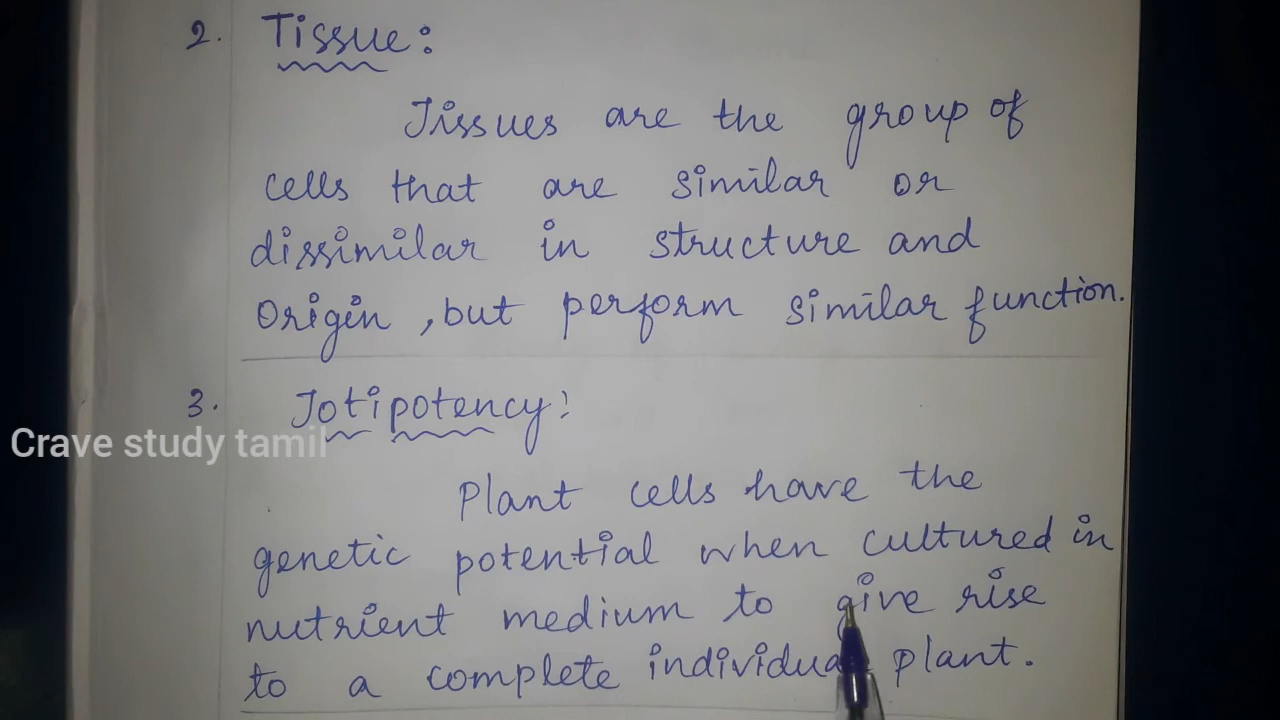 2. Tissue:
Tissues are the group of
cells that are similar or
dissimilar in structure and
Origin, but perform similar function.
3. Totipotency:
Crave study tamil
Plant cells have the
genetic potential when cultured in
nutrient medium to give rise
to a complete individual plant.